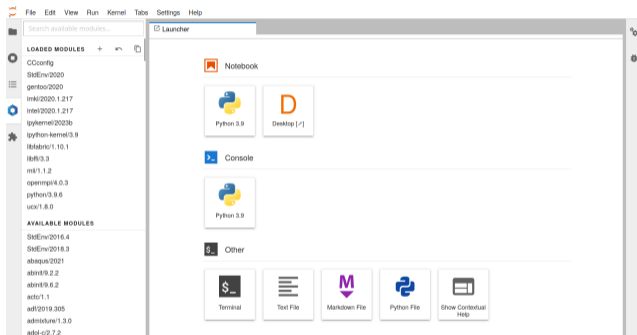 File Edit View Run Kernel Tabs Settings Help
Search available modules...
Launcher
LOADED MODULES
CCconfig
StdEnv/2020
gentoo/2020
imkl/2020.1.217
intel/2020.1.217
ipykernel/2023b
ipython-kernel/3.9
libfabric/1.10.1
libffi/3.3
mii/1.1.2
openmpi/4.0.3
python/3.9.6
ucx/1.8.0
AVAILABLE MODULES
StdEnv/2016.4
StdEnv/2018.3
abaqus/2021
abinit/9.2.2
abinit/9.6.2
actc/1.1
adf/2019.305
admixture/1.3.0
adol-c/2.7.2
Notebook
Python 3.9
D
Desktop [↗]
Console
Python 3.9
$_
Other
$_
Terminal
Text File
M
Markdown File
Python File
Show Contextual
Help